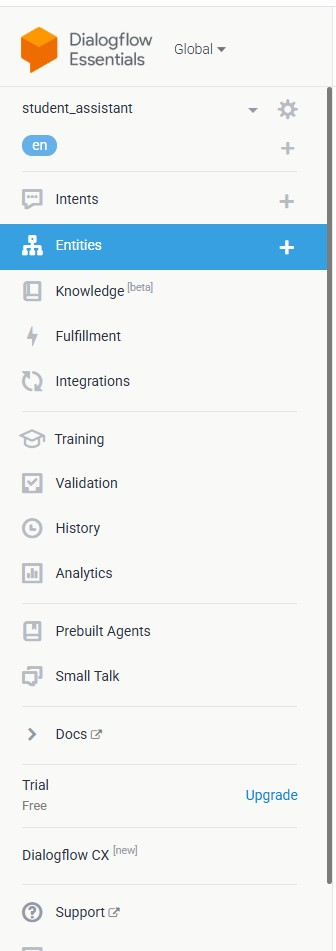 Dialogflow
Essentials
Global
student_assistant
en
Intents
Entities
Knowledge [beta]
Fulfillment
Integrations
Training
Validation
History
Analytics
Prebuilt Agents
Small Talk
Docs
Trial
Free
Upgrade
Dialogflow CX [new]
Support